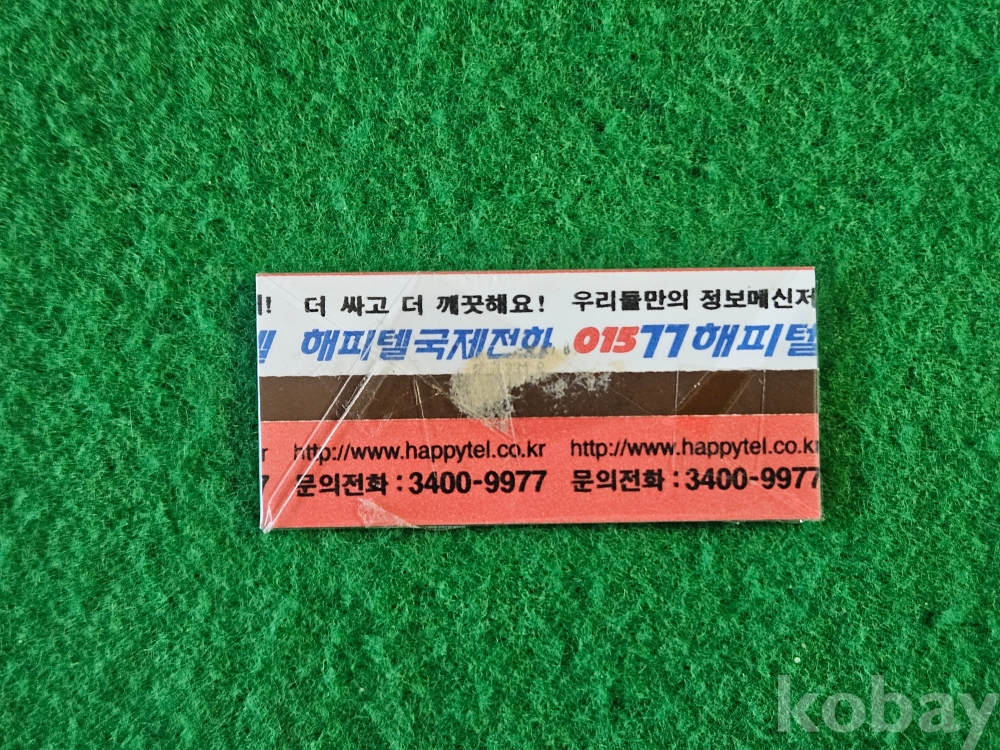 더 싸고 더 깨끗해요! 우리들만의 정보메신저
해피텔국제전화 01577해피텔
http://www.happytel.co.kr http://www.happytel.co.kr
문의전화 : 3400-9977 문의전화 : 3400-9977
kobay